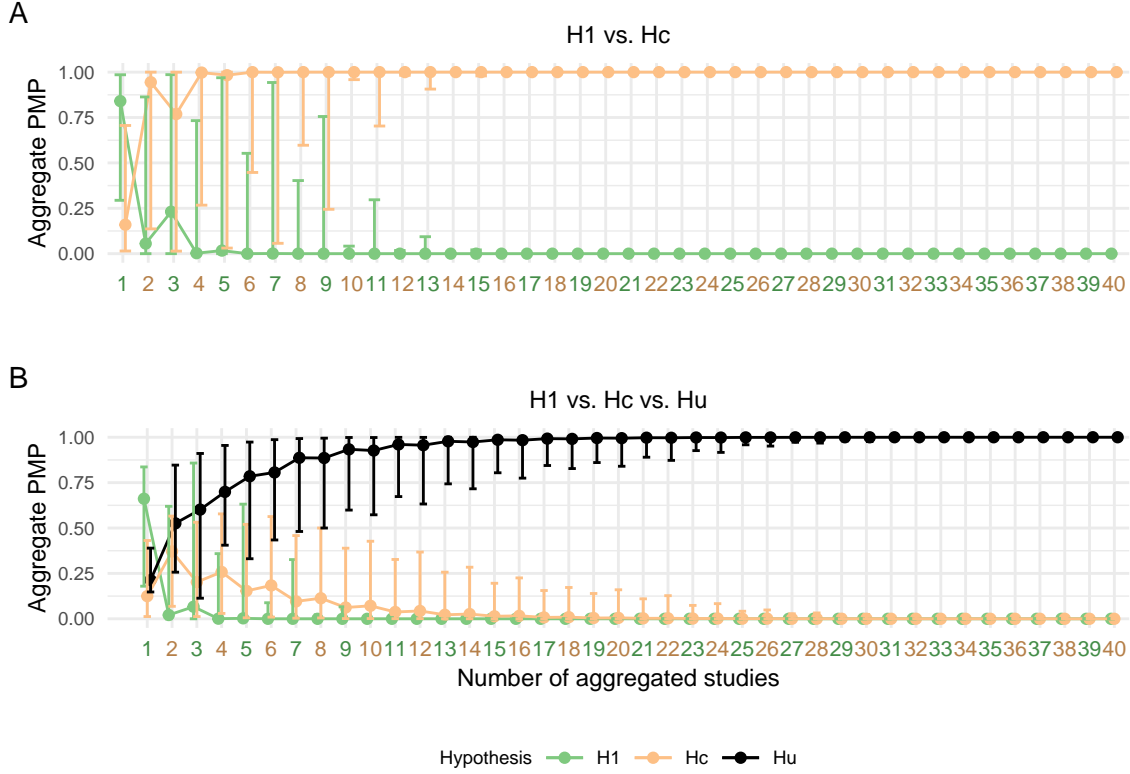 A
H1 vs. Hc
Aggregate PMP
1.00
0.75
0.50
0.25
0.00
1 2 3 4 5 6 7 8 9 10 11 12 13 14 15 16 17 18 19 20 21 22 23 24 25 26 27 28 29 30 31 32 33 34 35 36 37 38 39 40
B
H1 vs. Hc vs. Hu
Aggregate PMP
1.00
0.75
0.50
0.25
0.00
1 2 3 4 5 6 7 8 9 10 11 12 13 14 15 16 17 18 19 20 21 22 23 24 25 26 27 28 29 30 31 32 33 34 35 36 37 38 39 40
Number of aggregated studies
Hypothesis H1 Hc Hu